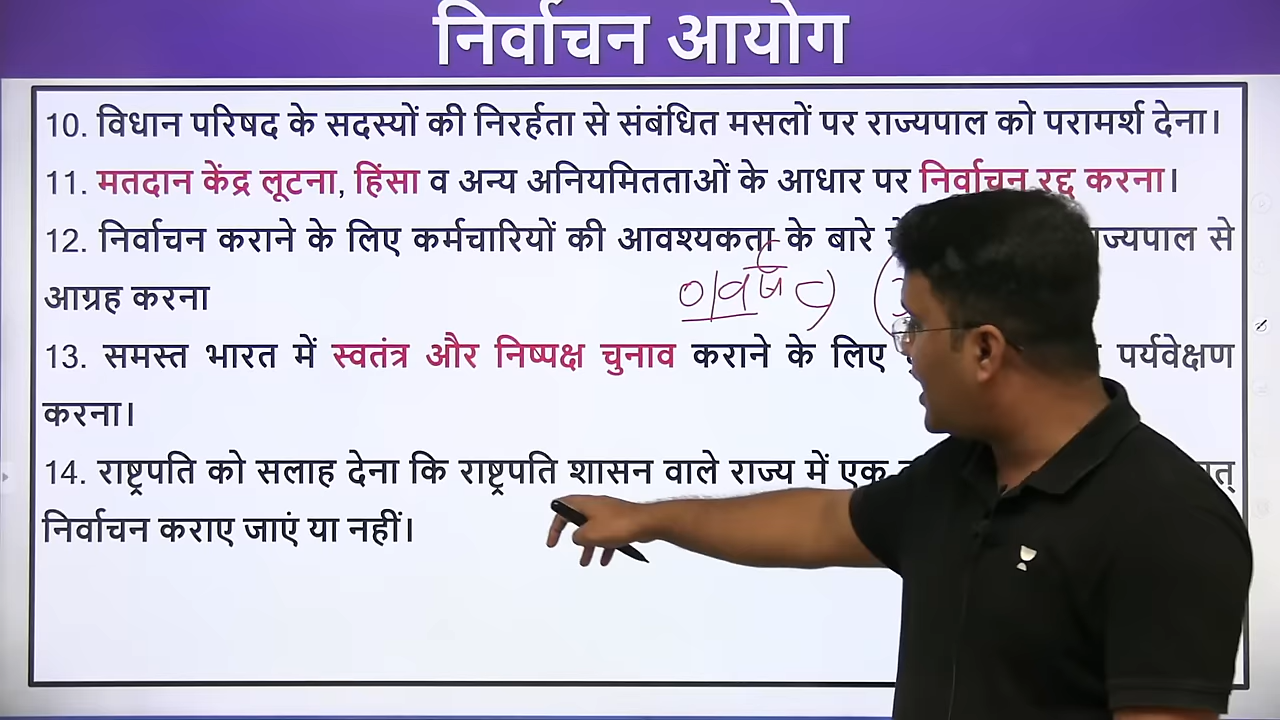 निर्वाचन आयोग
10. विधान परिषद के सदस्यों की निरर्हता से संबंधित मसलों पर राज्यपाल को परामर्श देना।
11. मतदान केंद्र लूटना, हिंसा व अन्य अनियमितताओं के आधार पर निर्वाचन रद्द करना।
12. निर्वाचन कराने के लिए कर्मचारियों की आवश्यकता के बारे राज्यपाल से
आग्रह करना
13. समस्त भारत में स्वतंत्र और निष्पक्ष चुनाव कराने के लिए पर्यवेक्षण
करना।
14. राष्ट्रपति को सलाह देना कि राष्ट्रपति शासन वाले राज्य में एक
निर्वाचन कराए जाएं या नहीं।